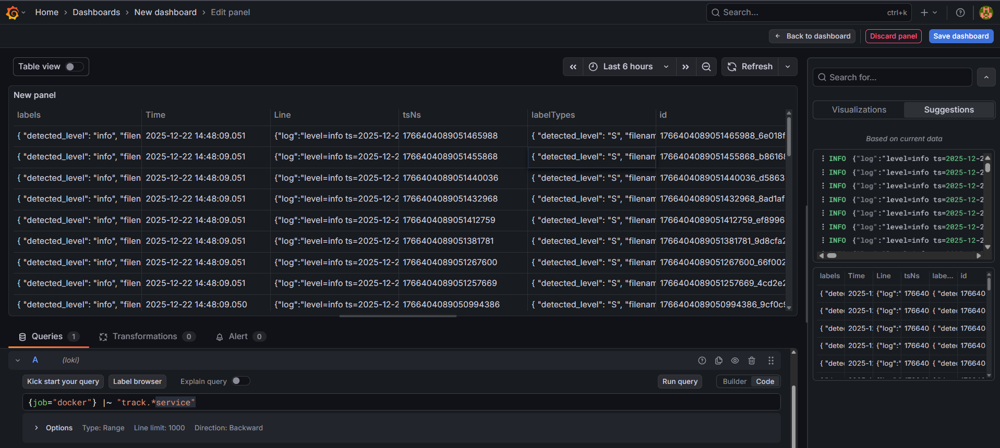 Home › Dashboards › New dashboard › Edit panel
Search...
ctrl+k
Back to dashboard
Discard panel
Save dashboard
Table view
Last 6 hours
Refresh
New panel
labels Time Line tsNs labelTypes id
{ "detected_level": "info", "filen 2025-12-22 14:48:09.051 {"log":"level=info ts=2025-12-2 1766404089051465988 { "detected_level": "S", "filenam 1766404089051465988_6e018f
{ "detected_level": "info", "filen 2025-12-22 14:48:09.051 {"log":"level=info ts=2025-12-2 1766404089051455868 { "detected_level": "S", "filenam 1766404089051455868_b86168
{ "detected_level": "info", "filen 2025-12-22 14:48:09.051 {"log":"level=info ts=2025-12-2 1766404089051440036 { "detected_level": "S", "filenam 1766404089051440036_d5863
{ "detected_level": "info", "filen 2025-12-22 14:48:09.051 {"log":"level=info ts=2025-12-2 1766404089051432968 { "detected_level": "S", "filenam 1766404089051432968_8ad1af
{ "detected_level": "info", "filen 2025-12-22 14:48:09.051 {"log":"level=info ts=2025-12-2 1766404089051412759 { "detected_level": "S", "filenam 1766404089051412759_ef8996
{ "detected_level": "info", "filen 2025-12-22 14:48:09.051 {"log":"level=info ts=2025-12-2 1766404089051381781 { "detected_level": "S", "filenam 1766404089051381781_9d8cfa2
{ "detected_level": "info", "filen 2025-12-22 14:48:09.051 {"log":"level=info ts=2025-12-2 1766404089051267600 { "detected_level": "S", "filenam 1766404089051267600_66f002
{ "detected_level": "info", "filen 2025-12-22 14:48:09.051 {"log":"level=info ts=2025-12-2 1766404089051257669 { "detected_level": "S", "filenam 1766404089051257669_4cd2e2
{ "detected_level": "info", "filen 2025-12-22 14:48:09.050 {"log":"level=info ts=2025-12-2 1766404089050994386 { "detected_level": "S", "filenam 1766404089050994386_9cf0c9
Queries 1
Transformations 0
Alert 0
A (loki)
Kick start your query
Label browser
Explain query
Run query
Builder
Code
{job="docker"} |~ "track.*service"
Options Type: Range Line limit: 1000 Direction: Backward
Search for...
Visualizations
Suggestions
Based on current data
INFO {"log":"level=info ts=2025-12-2
INFO {"log":"level=info ts=2025-12-2
INFO {"log":"level=info ts=2025-12-2
INFO {"log":"level=info ts=2025-12-2
INFO {"log":"level=info ts=2025-12-2
INFO {"log":"level=info ts=2025-12-2
INFO {"log":"level=info ts=2025-12-2
labels Time Line tsNs labe... id
{ "detec 2025-1 {"log":" 176640 { "detec 176640
{ "detec 2025-1 {"log":" 176640 { "detec 176640
{ "detec 2025-1 {"log":" 176640 { "detec 176640
{ "detec 2025-1 {"log":" 176640 { "detec 176640
{ "detec 2025-1 {"log":" 176640 { "detec 176640